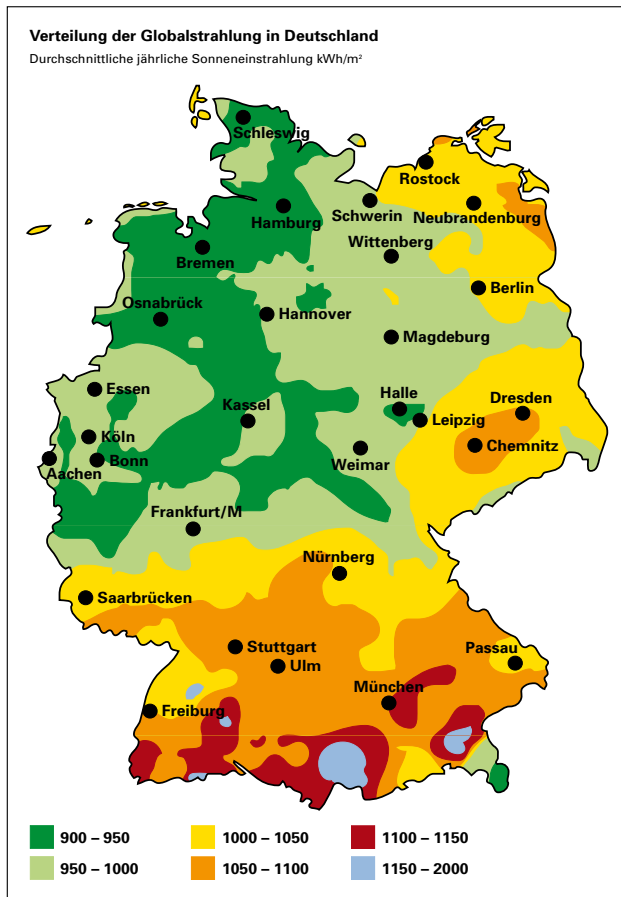 Verteilung der Globalstrahlung in Deutschland
Durchschnittliche jährliche Sonneneinstrahlung kWh/m²
Schleswig
Rostock
Hamburg
Schwerin
Neubrandenburg
Wittenberg
Bremen
Berlin
Osnabrück
Hannover
Magdeburg
Essen
Kassel
Halle
Dresden
Leipzig
Köln
Chemnitz
Bonn
Aachen
Weimar
Frankfurt/M
Nürnberg
Saarbrücken
Stuttgart
Passau
Ulm
München
Freiburg
900 – 950
1000 – 1050
1100 – 1150
950 – 1000
1050 – 1100
1150 – 2000